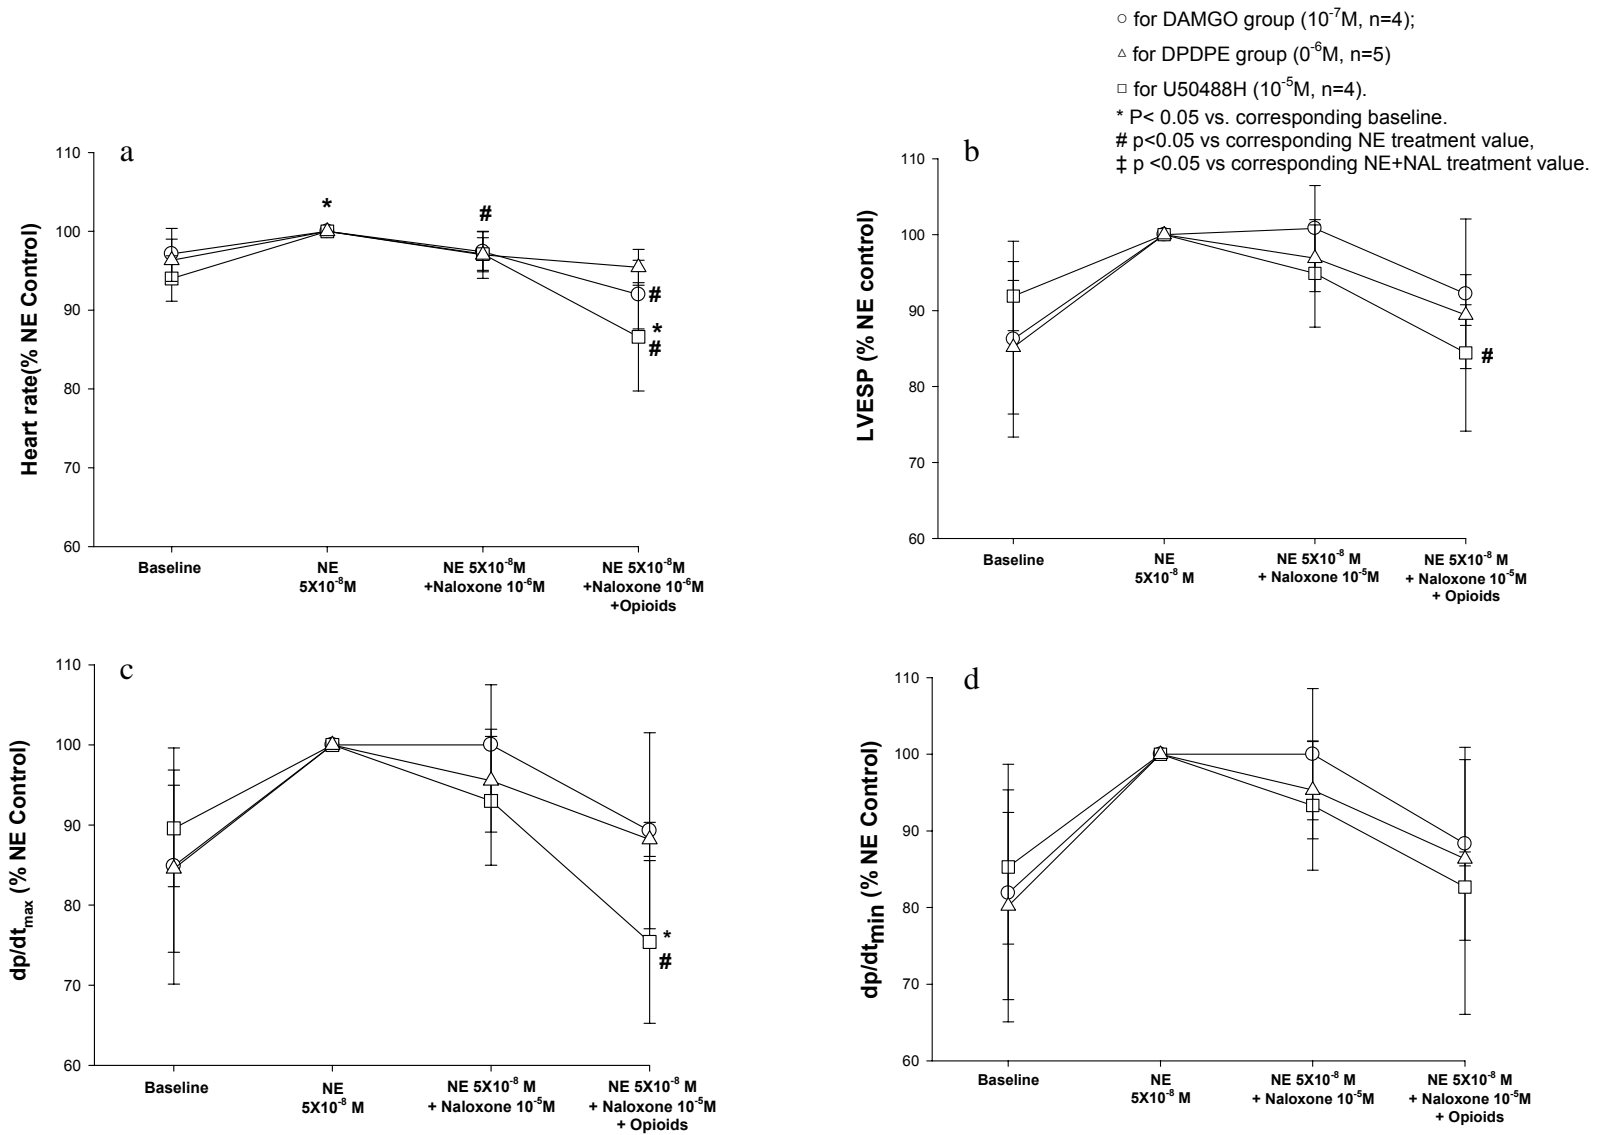 ○ for DAMGO group (10⁻⁷M, n=4);
△ for DPDPE group (0⁻⁶M, n=5)
□ for U50488H (10⁻⁵M, n=4).
* P< 0.05 vs. corresponding baseline.
# p<0.05 vs corresponding NE treatment value,
‡ p <0.05 vs corresponding NE+NAL treatment value.
a
Heart rate(% NE Control)
110
100
90
80
70
60
*
#
#
*
#
Baseline
NE
5X10⁻⁸M
NE 5X10⁻⁸M
+Naloxone 10⁻⁶M
NE 5X10⁻⁸M
+Naloxone 10⁻⁶M
+Opioids
b
LVESP (% NE control)
110
100
90
80
70
60
#
Baseline
NE
5X10⁻⁸ M
NE 5X10⁻⁸ M
+ Naloxone 10⁻⁵M
NE 5X10⁻⁸ M
+ Naloxone 10⁻⁵M
+ Opioids
c
dp/dtmax (% NE Control)
110
100
90
80
70
60
*
#
Baseline
NE
5X10⁻⁸ M
NE 5X10⁻⁸ M
+ Naloxone 10⁻⁵M
NE 5X10⁻⁸ M
+ Naloxone 10⁻⁵M
+ Opioids
d
dp/dtmin (% NE Control)
110
100
90
80
70
60
Baseline
NE
5X10⁻⁸ M
NE 5X10⁻⁸ M
+ Naloxone 10⁻⁵M
NE 5X10⁻⁸ M
+ Naloxone 10⁻⁵M
+ Opioids